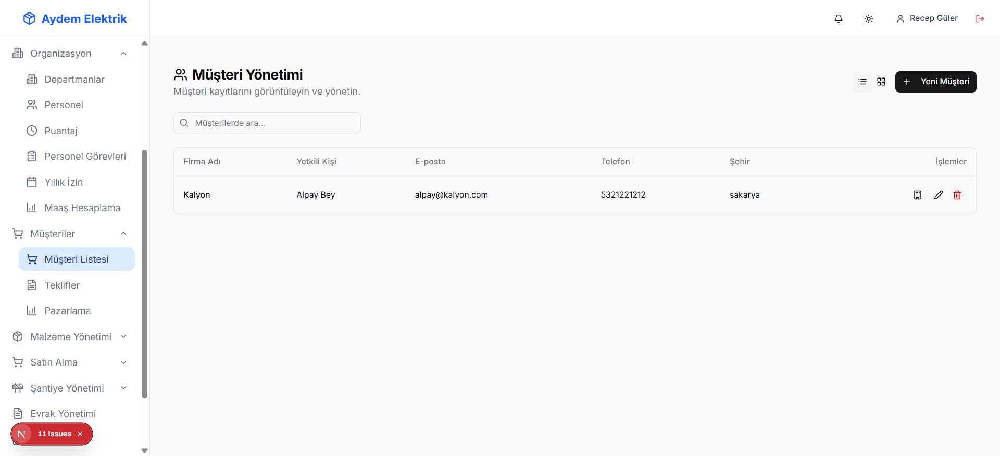 Aydem Elektrik
Recep Güler
Organizasyon
Departmanlar
Personel
Puantaj
Personel Görevleri
Yıllık İzin
Maaş Hesaplama
Müşteriler
Müşteri Listesi
Teklifler
Pazarlama
Malzeme Yönetimi
Satın Alma
Şantiye Yönetimi
Evrak Yönetimi
N 11 Issues
Müşteri Yönetimi
Müşteri kayıtlarını görüntüleyin ve yönetin.
Yeni Müşteri
Müşterilerde ara...
Firma Adı Yetkili Kişi E-posta Telefon Şehir İşlemler
Kalyon Alpay Bey alpay@kalyon.com 5321221212 sakarya